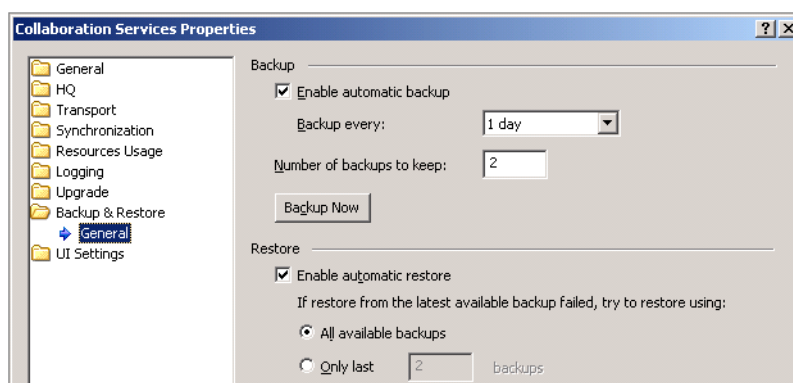 Collaboration Services Properties
General
HQ
Transport
Synchronization
Resources Usage
Logging
Upgrade
Backup & Restore
General
UI Settings
Backup
Enable automatic backup
Backup every: 1 day
Number of backups to keep: 2
Backup Now
Restore
Enable automatic restore
If restore from the latest available backup failed, try to restore using:
All available backups
Only last 2 backups